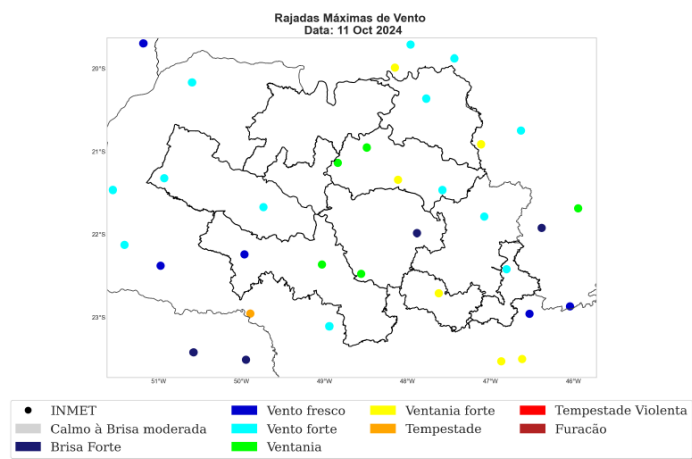 Rajadas Máximas de Vento
Data: 11 Oct 2024
20°S
21°S
22°S
23°S
51°W 50°W 49°W 48°W 47°W 46°W
INMET Vento fresco Ventania forte Tempestade Violenta
Calmo à Brisa moderada Vento forte Tempestade Furacão
Brisa Forte Ventania